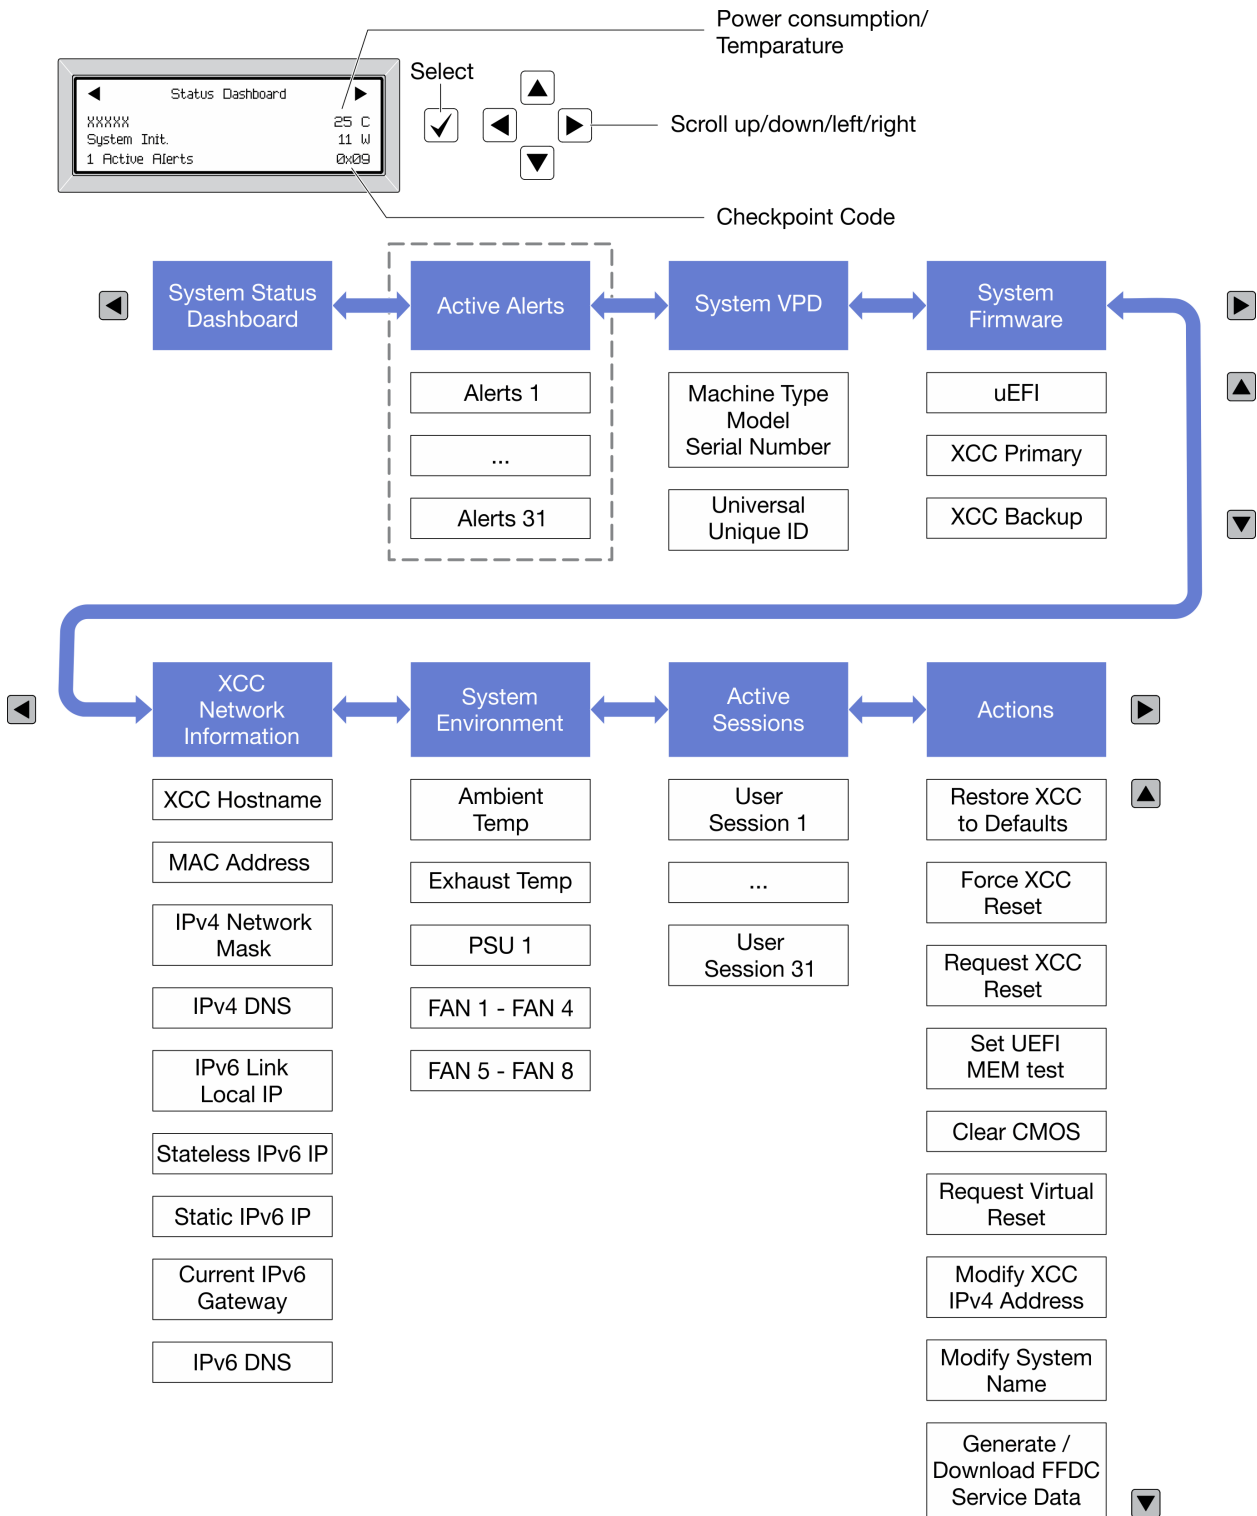 Power consumption/
Temparature
Select
Status Dashboard
XXXXX 25 C
System Init. 11 W
1 Active Alerts 0x09
Scroll up/down/left/right
Checkpoint Code
System Status
Dashboard
Active Alerts
System VPD
System
Firmware
Alerts 1
...
Alerts 31
Machine Type
Model
Serial Number
Universal
Unique ID
uEFI
XCC Primary
XCC Backup
XCC
Network
Information
System
Environment
Active
Sessions
Actions
XCC Hostname
MAC Address
IPv4 Network
Mask
IPv4 DNS
IPv6 Link
Local IP
Stateless IPv6 IP
Static IPv6 IP
Current IPv6
Gateway
IPv6 DNS
Ambient
Temp
Exhaust Temp
PSU 1
FAN 1 - FAN 4
FAN 5 - FAN 8
User
Session 1
...
User
Session 31
Restore XCC
to Defaults
Force XCC
Reset
Request XCC
Reset
Set UEFI
MEM test
Clear CMOS
Request Virtual
Reset
Modify XCC
IPv4 Address
Modify System
Name
Generate /
Download FFDC
Service Data